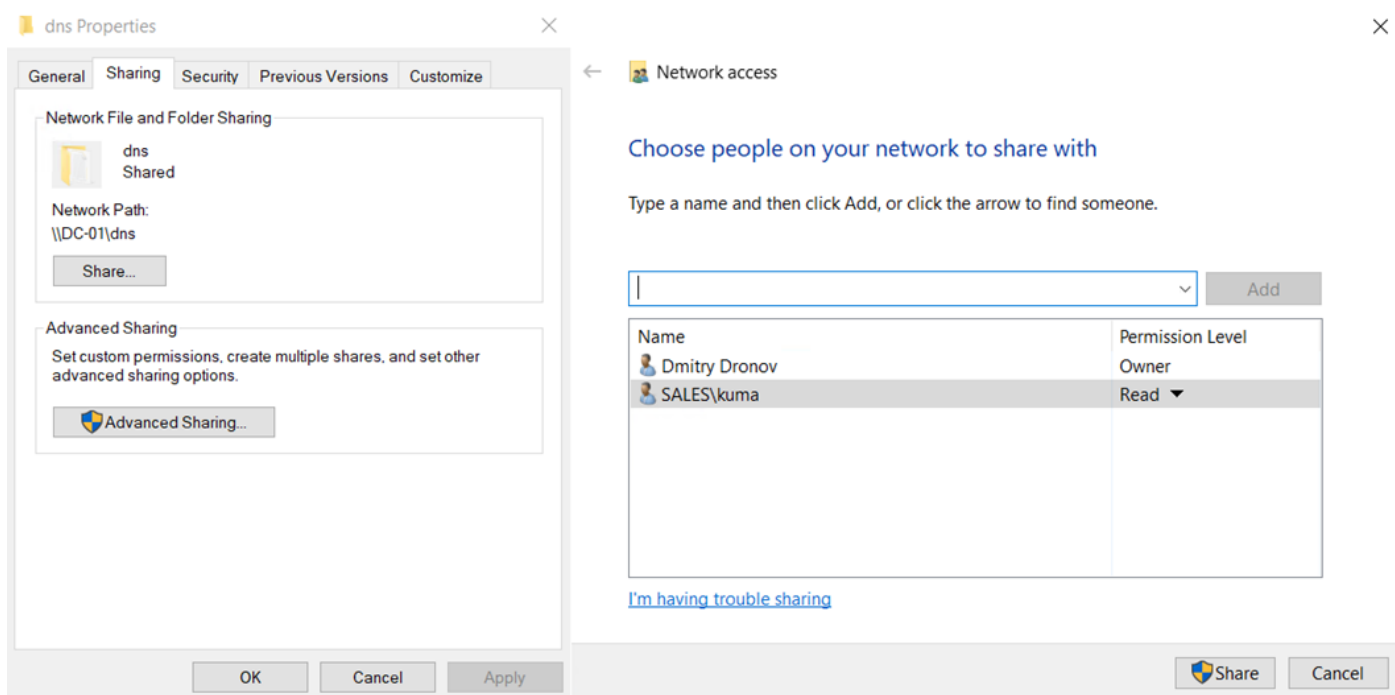 dns Properties
General Sharing Security Previous Versions Customize
Network File and Folder Sharing
dns
Shared
Network Path:
\\DC-01\dns
Share...
Advanced Sharing
Set custom permissions, create multiple shares, and set other
advanced sharing options.
Advanced Sharing...
OK Cancel Apply
Network access
Choose people on your network to share with
Type a name and then click Add, or click the arrow to find someone.
Add
Name Permission Level
Dmitry Dronov Owner
SALES\kuma Read
I'm having trouble sharing
Share Cancel